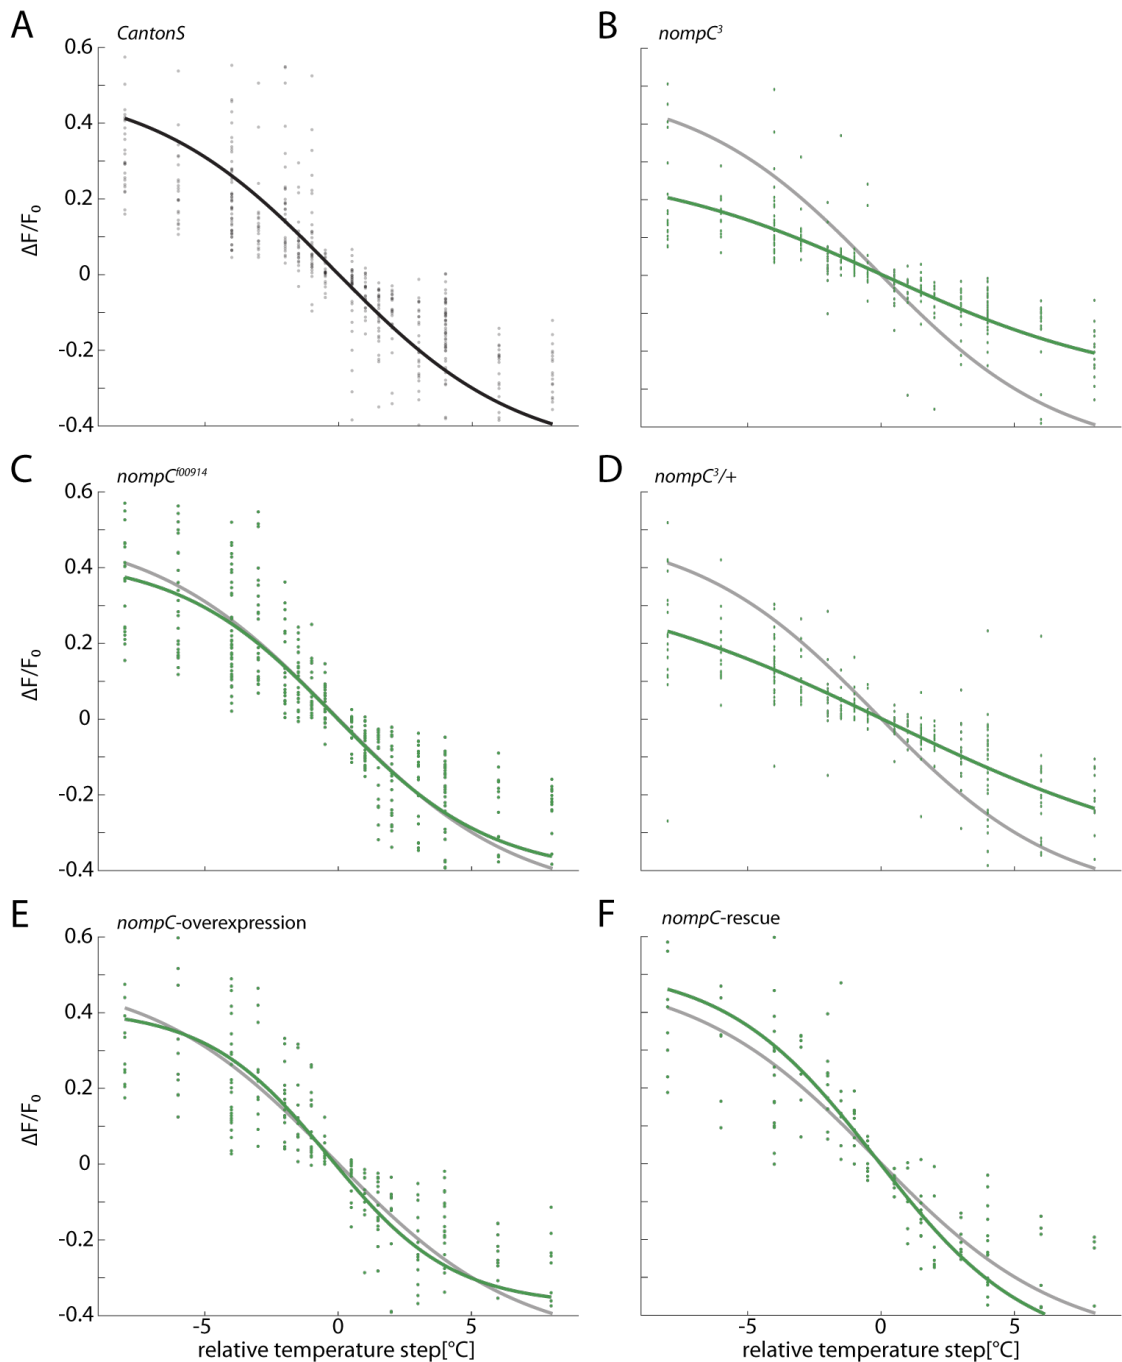 A
CantonS
B
nompC³
0.6
0.4
0.2
0
-0.2
-0.4
ΔF/F₀
C
nompCᶠ⁰⁰⁹¹⁴
D
nompC³/+
0.6
0.4
0.2
0
-0.2
-0.4
ΔF/F₀
E
nompC-overexpression
F
nompC-rescue
0.6
0.4
0.2
0
-0.2
-0.4
ΔF/F₀
-5 0 5
relative temperature step[°C]
-5 0 5
relative temperature step[°C]